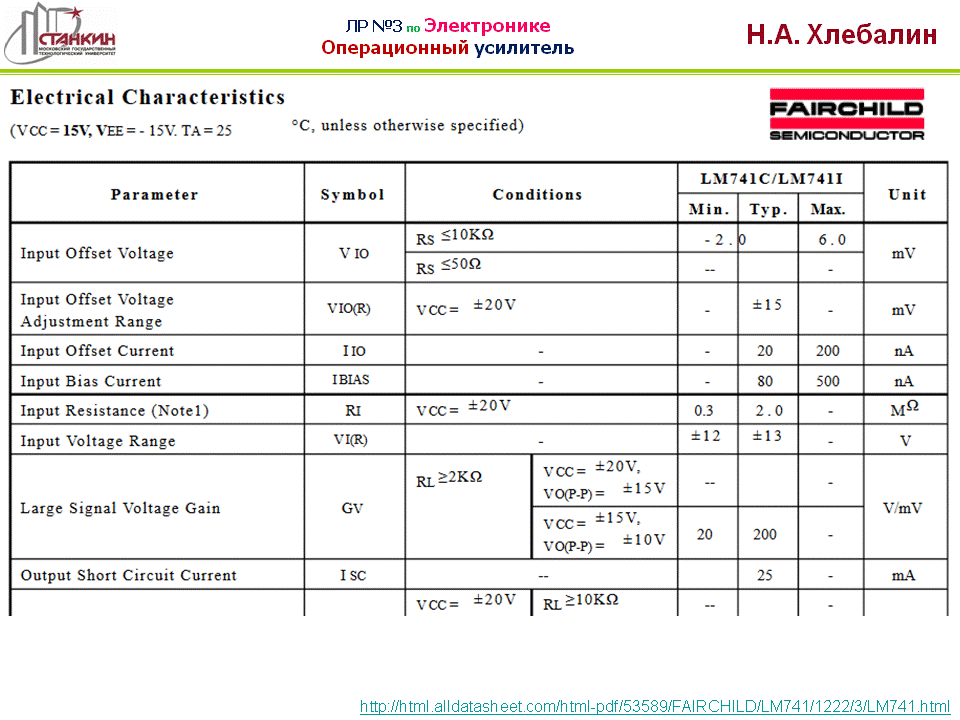 СТАНКИН
МОСКОВСКИЙ ГОСУДАРСТВЕННЫЙ
ТЕХНОЛОГИЧЕСКИЙ УНИВЕРСИТЕТ
ЛР №3 по Электронике
Операционный усилитель
Н.А. Хлебалин
Electrical Characteristics
(VCC = 15V, VEE = - 15V. TA = 25 °C, unless otherwise specified)
FAIRCHILD
SEMICONDUCTOR
Parameter Symbol Conditions LM741C/LM741I Unit
Min. Typ. Max.
Input Offset Voltage V IO RS ≤10KΩ - 2 . 0 6 . 0 mV
RS ≤50Ω -- -
Input Offset Voltage
Adjustment Range VIO(R) VCC = ±20V - ±15 - mV
Input Offset Current I IO - - 20 200 nA
Input Bias Current IBIAS - - 80 500 nA
Input Resistance (Note1) RI VCC = ±20V 0.3 2 . 0 - MΩ
Input Voltage Range VI(R) - ±12 ±13 - V
Large Signal Voltage Gain GV RL ≥2KΩ VCC = ±20V,
VO(P-P) = ±15V -- - V/mV
VCC = ±15V,
VO(P-P) = ±10V 20 200 -
Output Short Circuit Current I SC -- 25 - mA
VCC = ±20V RL ≥10KΩ -- -
http://html.alldatasheet.com/html-pdf/53589/FAIRCHILD/LM741/1222/3/LM741.html